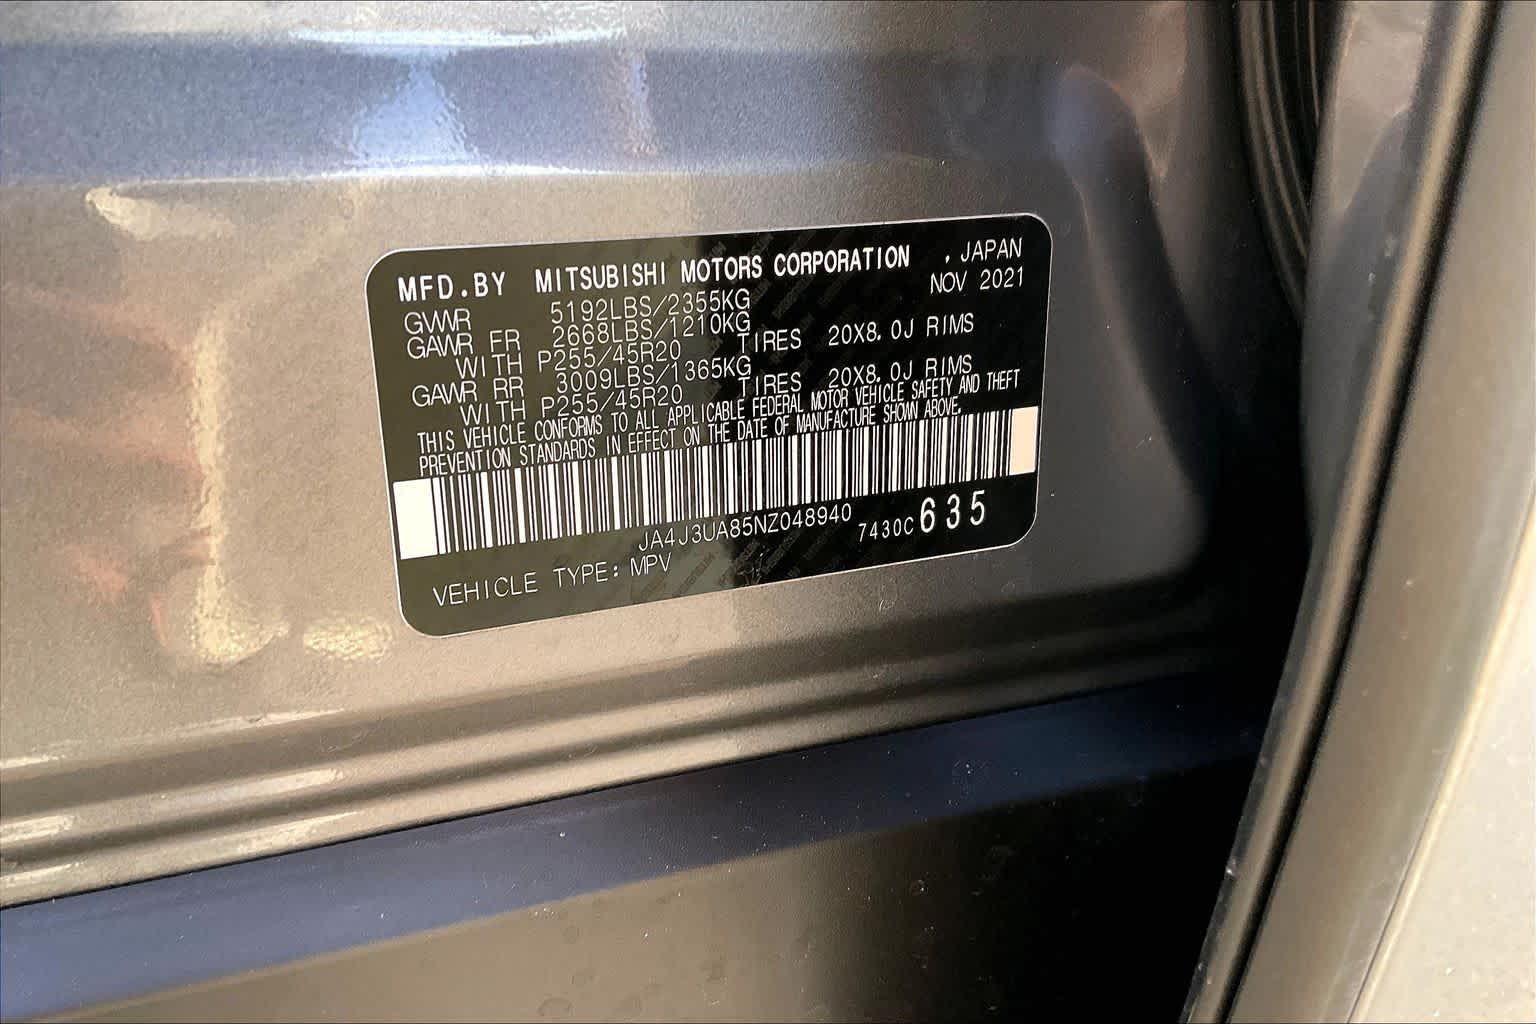 MFD.BY MITSUBISHI MOTORS CORPORATION , JAPAN
NOV 2021
GVWR 5192LBS/2355KG
GAWR FR 2668LBS/1210KG
WITH P255/45R20 TIRES 20X8.0J RIMS
GAWR RR 3009LBS/1365KG
WITH P255/45R20 TIRES 20X8.0J RIMS
THIS VEHICLE CONFORMS TO ALL APPLICABLE FEDERAL MOTOR VEHICLE SAFETY AND THEFT
PREVENTION STANDARDS IN EFFECT ON THE DATE OF MANUFACTURE SHOWN ABOVE.
JA4J3UA85NZ048940 7430C635
VEHICLE TYPE: MPV